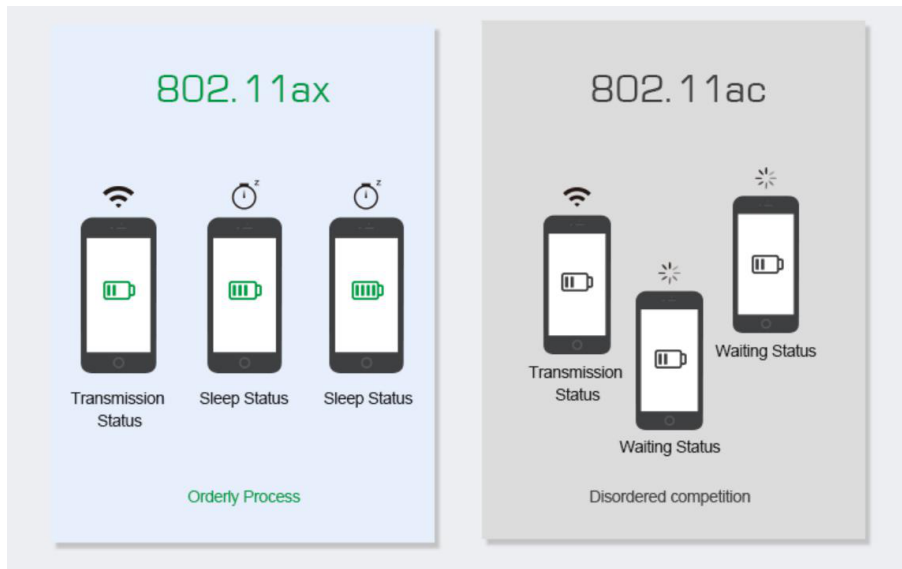 802.11ax
z
z
Transmission
Status
Sleep Status
Sleep Status
Orderly Process
802.11ac
Transmission
Status
Waiting Status
Waiting Status
Disordered competition